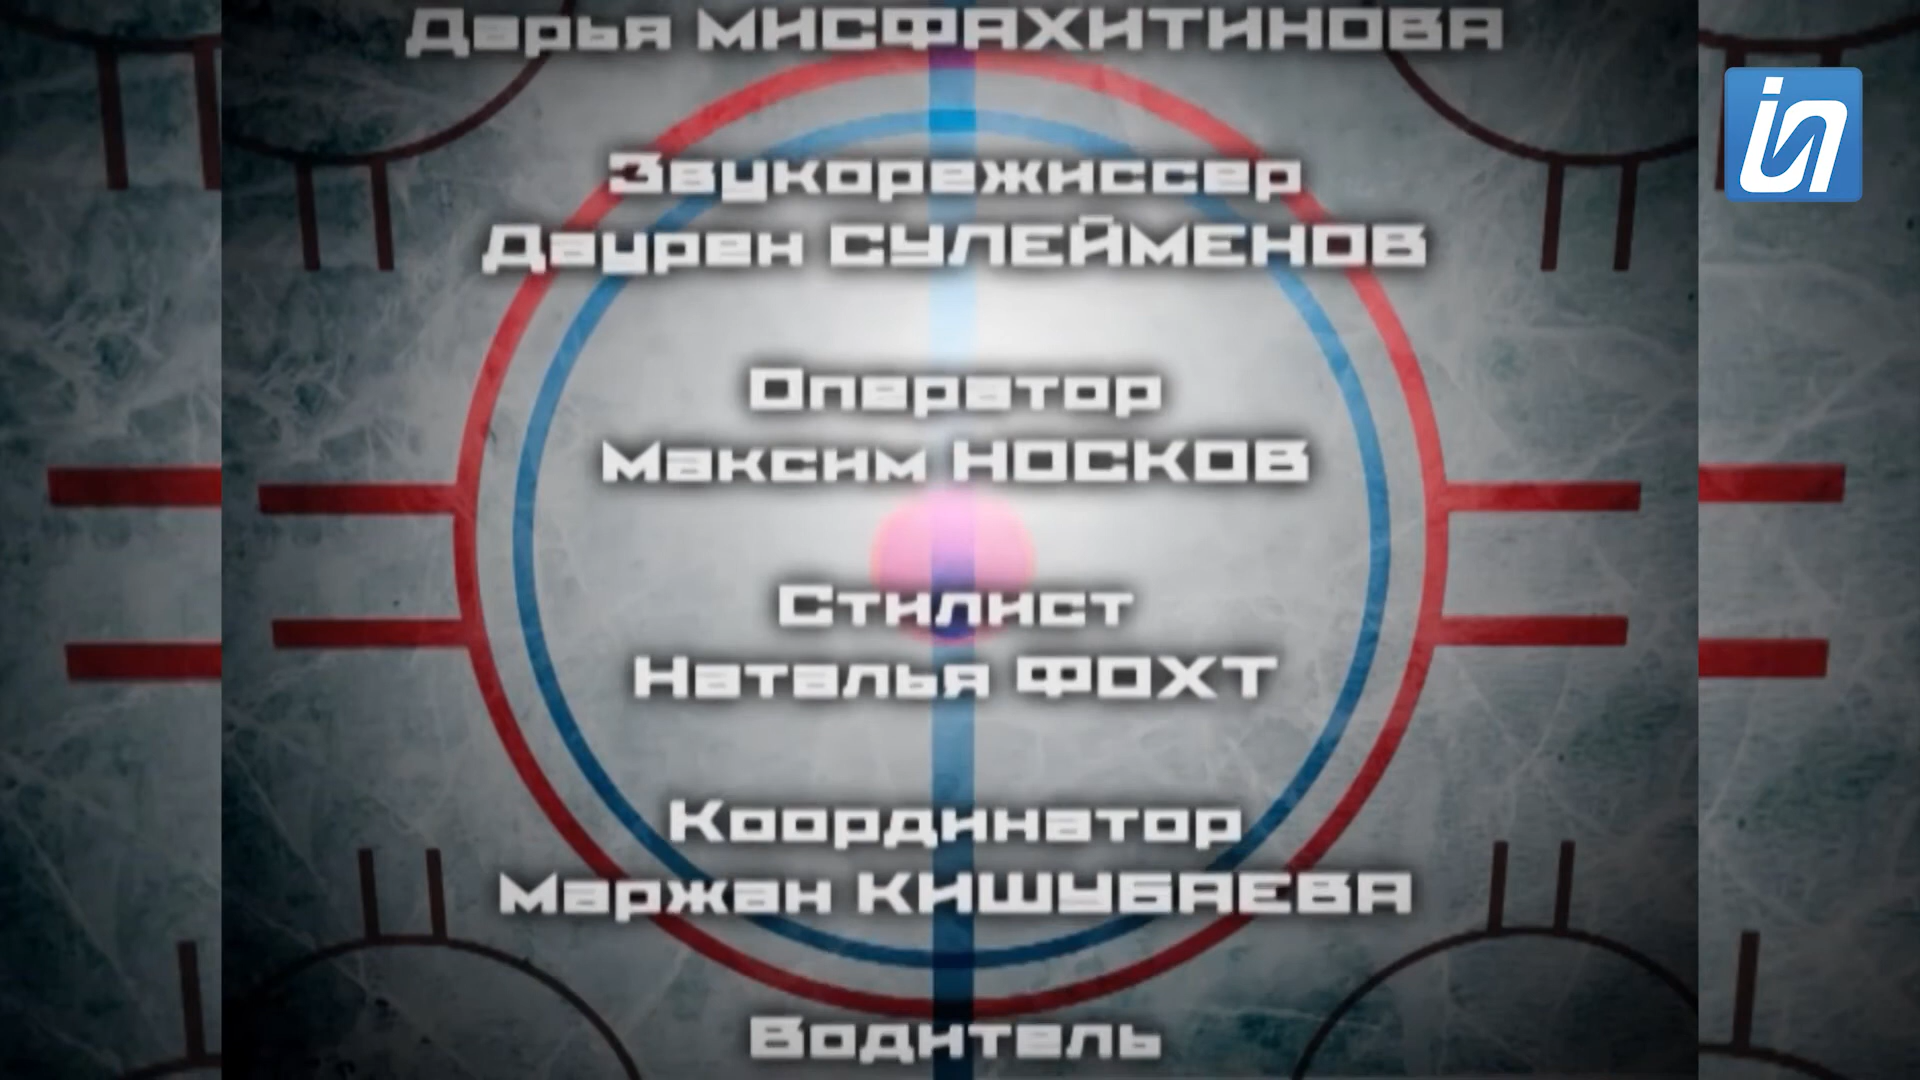 Дарья МИСФАХИТИНОВА
Звукорежиссер
Даурен СУЛЕЙМЕНОВ
Оператор
Максим НОСКОВ
Стилист
Наталья ФОХТ
Координатор
Маржан КИШУБАЕВА
Водитель